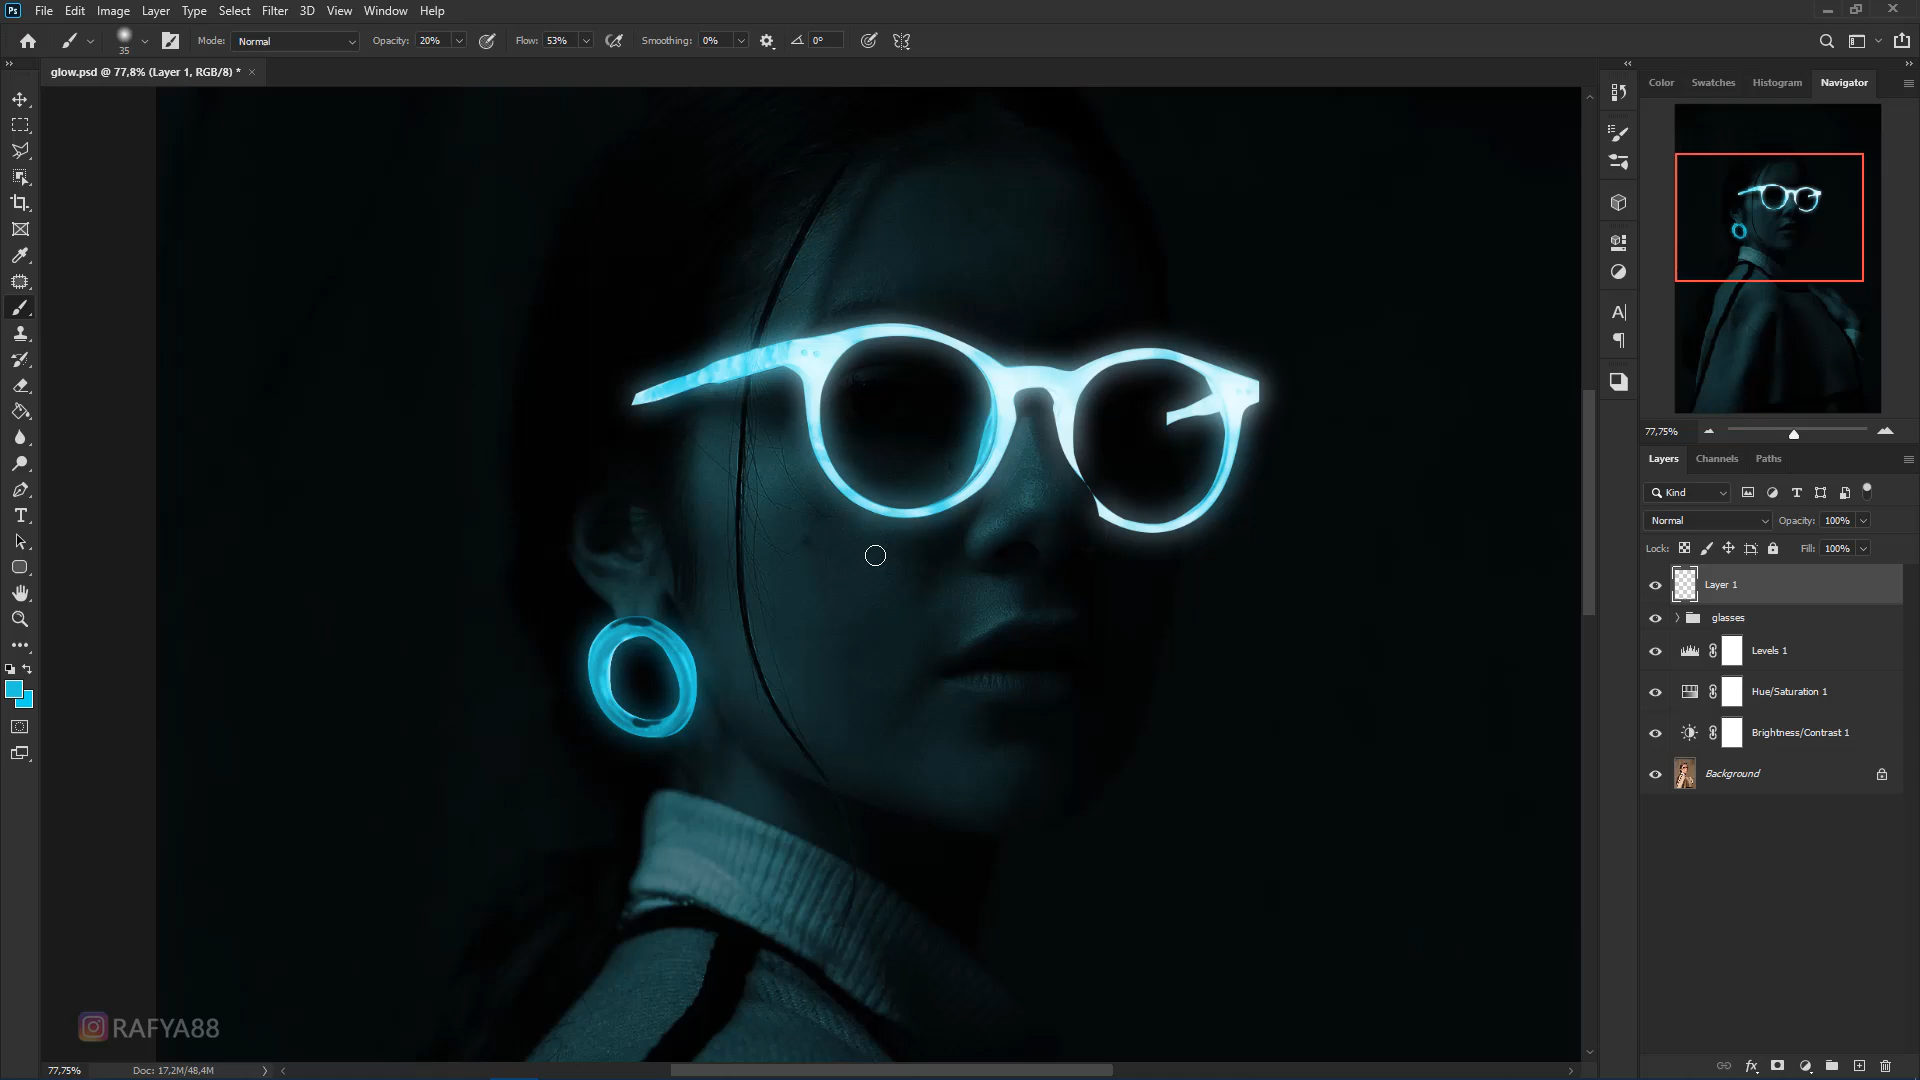 Ps File Edit Image Layer Type Select Filter 3D View Window Help
35 Mode: Normal Opacity: 20% Flow: 53% Smoothing: 0% 0°
glow.psd @ 77,8% (Layer 1, RGB/8) *
Color Swatches Histogram Navigator
77,75%
Layers Channels Paths
Kind
Normal Opacity: 100%
Lock: Fill: 100%
Layer 1
glasses
Levels 1
Hue/Saturation 1
Brightness/Contrast 1
Background
RAFYA88
77,75% Doc: 17,2M/48,4M